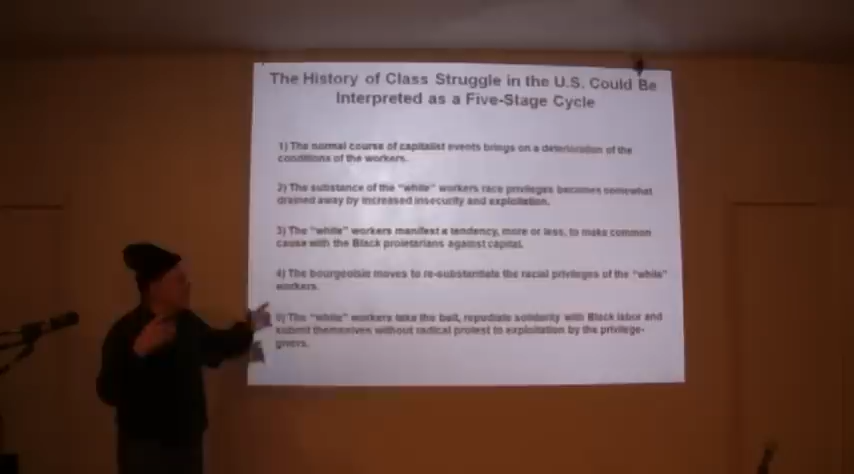 The History of Class Struggle in the U.S. Could Be
Interpreted as a Five-Stage Cycle
1) The normal course of capitalist events brings on a deterioration of the
conditions of the workers.
2) The substance of the "white" workers race privileges becomes somewhat
drained away by increased insecurity and exploitation.
3) The "white" workers manifest a tendency, more or less, to make common
cause with the Black proletarians against capital.
4) The bourgeoisie moves to re-substantiate the racial privileges of the "white"
workers.
5) The "white" workers take the bait, repudiate solidarity with Black labor and
submit themselves without radical protest to exploitation by the privilege-
givers.